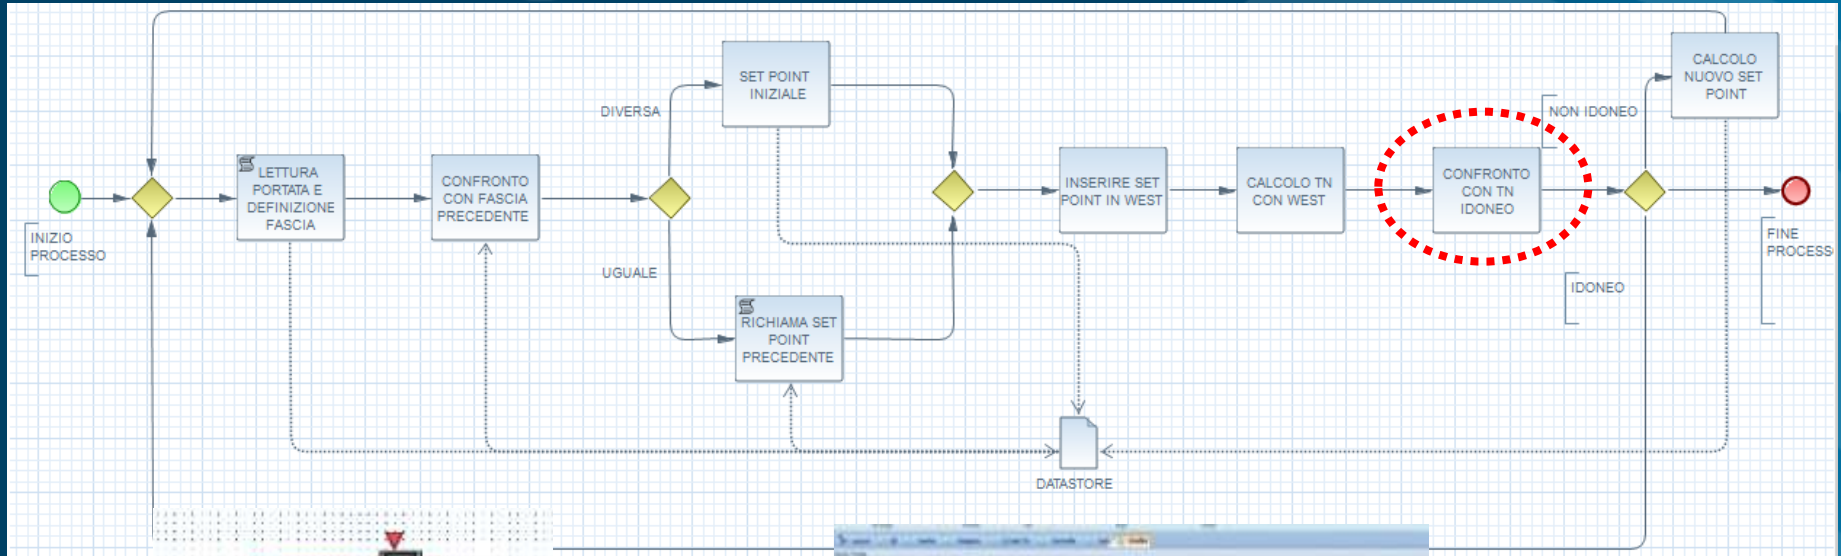 INIZIO
PROCESSO
LETTURA
PORTATA E
DEFINIZIONE
FASCIA
CONFRONTO
CON FASCIA
PRECEDENTE
DIVERSA
UGUALE
SET POINT
INIZIALE
RICHIAMA SET
POINT
PRECEDENTE
INSERIRE SET
POINT IN WEST
CALCOLO TN
CON WEST
CONFRONTO
CON TN
IDONEO
NON IDONEO
IDONEO
CALCOLO
NUOVO SET
POINT
FINE
PROCESS
DATASTORE